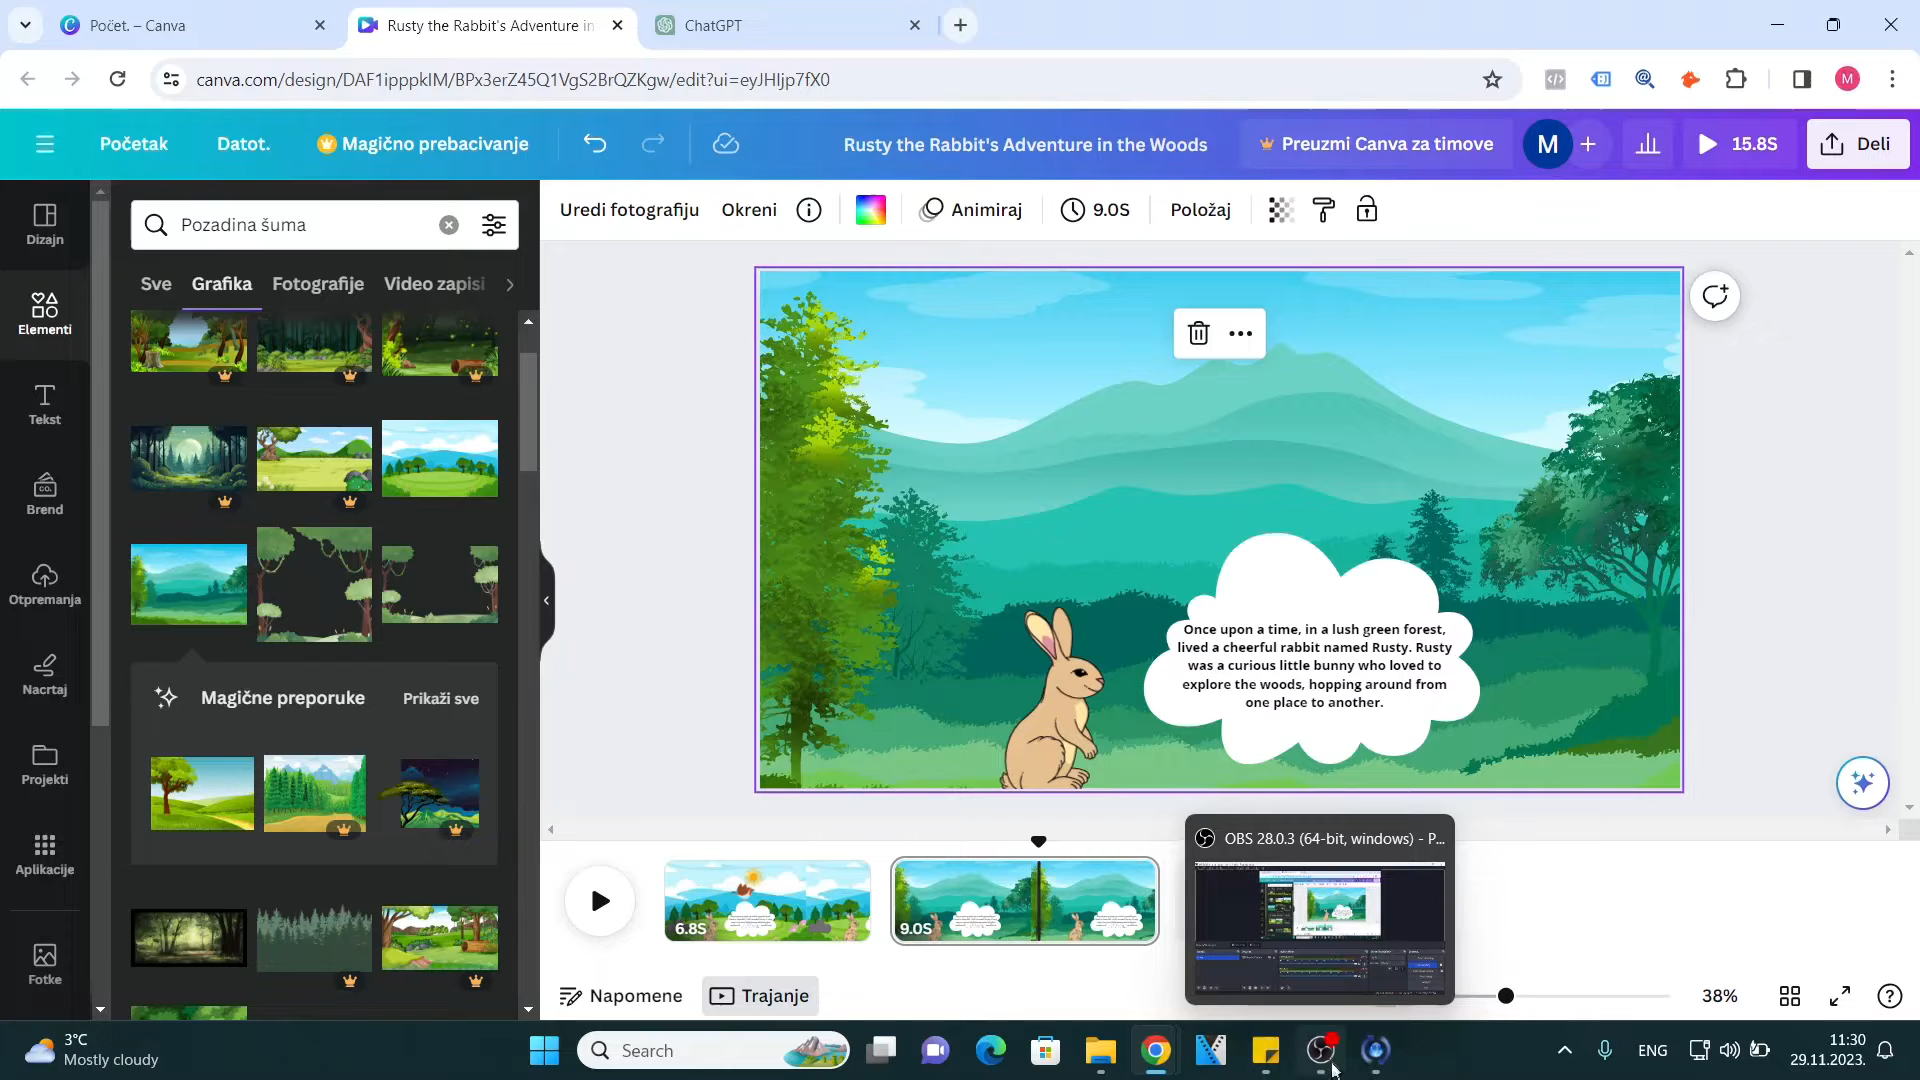 Počet. – Canva
Rusty the Rabbit's Adventure in
ChatGPT
canva.com/design/DAF1ipppkIM/BPx3erZ45Q1VgS2BrQZKgw/edit?ui=eyJHIjp7fX0
M
Početak
Datot.
Magično prebacivanje
Rusty the Rabbit's Adventure in the Woods
Preuzmi Canva za timove
M
15.8S
Deli
Dizajn
Elementi
Tekst
Brend
Otpremanja
Nacrtaj
Projekti
Aplikacije
Fotke
Pozadina šuma
Sve
Grafika
Fotografije
Video zapisi
Magične preporuke
Prikaži sve
Uredi fotografiju
Okreni
Animiraj
9.0S
Položaj
Once upon a time, in a lush green forest,
lived a cheerful rabbit named Rusty. Rusty
was a curious little bunny who loved to
explore the woods, hopping around from
one place to another.
6.8S
9.0S
OBS 28.0.3 (64-bit, windows) - P...
Napomene
Trajanje
38%
3°C
Mostly cloudy
Search
ENG
11:30
29.11.2023.